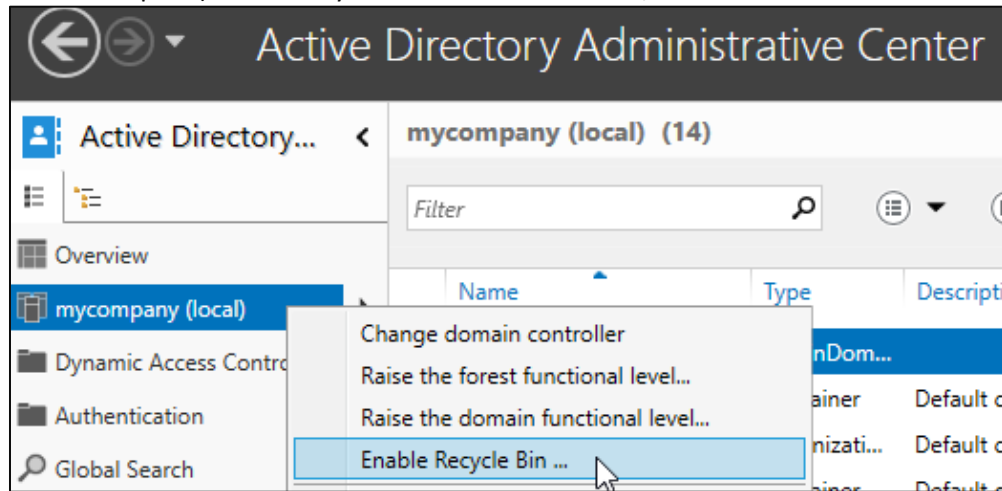 Active Directory Administrative Center
Active Directory...
mycompany (local) (14)
Filter
Overview
mycompany (local)
Dynamic Access Contro
Authentication
Global Search
Name
Type
Descripti
Change domain controller
Raise the forest functional level...
Raise the domain functional level...
Enable Recycle Bin ...
nDom...
ainer
Default c
nizati...